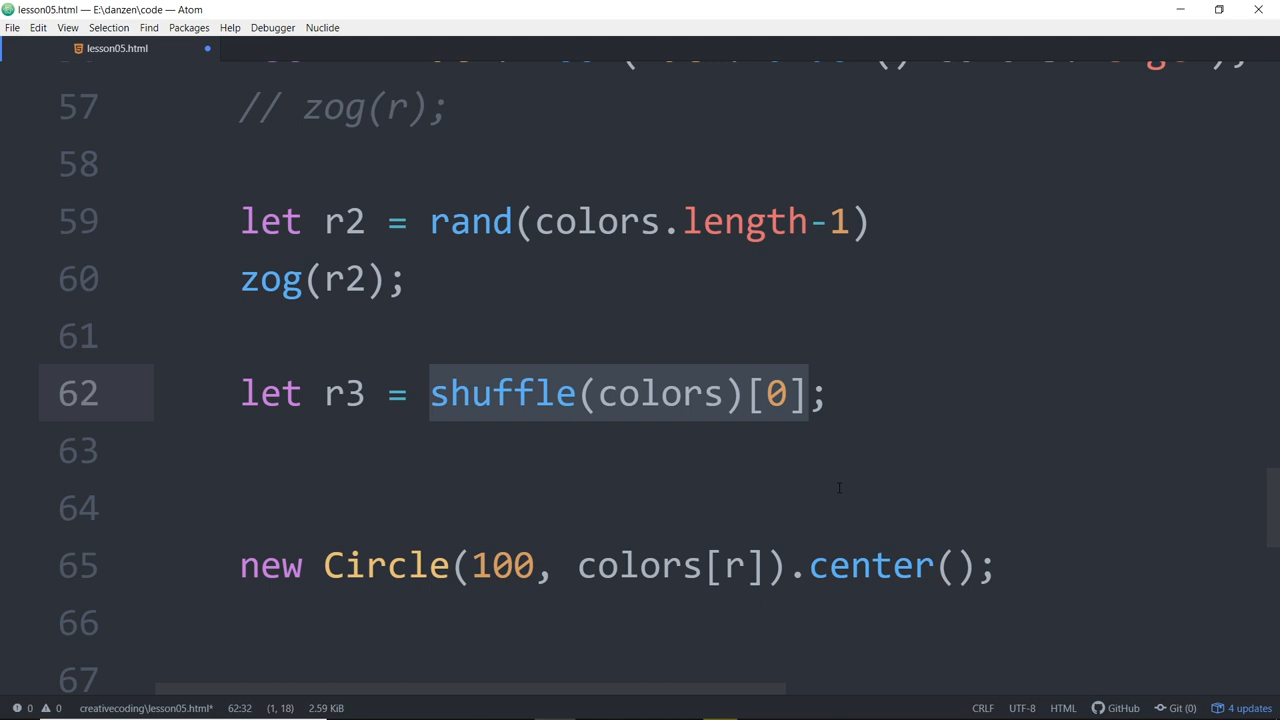 lesson05.html — E:\danzen\code — Atom
File Edit View Selection Find Packages Help Debugger Nuclide
lesson05.html
57 // zog(r);
58
59 let r2 = rand(colors.length-1)
60 zog(r2);
61
62 let r3 = shuffle(colors)[0];
63
64
65 new Circle(100, colors[r]).center();
66
67
0 0 creativecoding\lesson05.html* 62:32 (1, 18) 2.59 KiB CRLF UTF-8 HTML GitHub Git (0) 4 updates